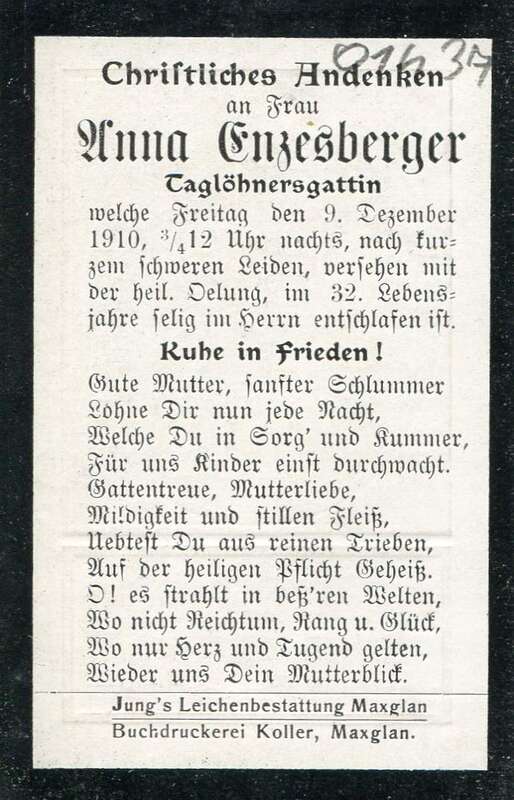 01637
Christliches Andenken
an Frau
Anna Enzesberger
Taglöhnersgattin
welche Freitag den 9. Dezember
1910, 3/4 12 Uhr nachts, nach kur=
zem schweren Leiden, versehen mit
der heil. Oelung, im 32. Lebens=
jahre selig im Herrn entschlafen ist.
Ruhe in Frieden!
Gute Mutter, sanfter Schlummer
Lohne Dir nun jede Nacht,
Welche Du in Sorg' und Kummer,
Für uns Kinder einst durchwacht.
Gattentreue, Mutterliebe,
Mildigkeit und stillen Fleiß,
Uebtest Du aus reinen Trieben,
Auf der heiligen Pflicht Geheiß.
O! es strahlt in beß'ren Welten,
Wo nicht Reichtum, Rang u. Glück,
Wo nur Herz und Tugend gelten,
Wieder uns Dein Mutterblick.
Jung's Leichenbestattung Maxglan
Buchdruckerei Koller, Maxglan.